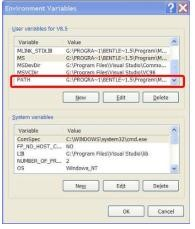 Environment Variables
User variables for V8.5
Variable Value
MLINK_STDLIB G:\PROGRA~1\BENTLE~1.5\Program\M...
MS G:\PROGRA~1\BENTLE~1.5\Program\M...
MSDevDir G:\Program Files\Visual Studio\Commo...
MSVCDir G:\Program Files\Visual Studio\VC98
PATH G:\PROGRA~1\BENTLE~1.5\Program\M...
New Edit Delete
System variables
Variable Value
ComSpec C:\WINDOWS\system32\cmd.exe
FP_NO_HOST_C... NO
LIB G:\Program Files\Visual Studio\lib
NUMBER_OF_PR... 2
OS Windows_NT
New Edit Delete
OK Cancel